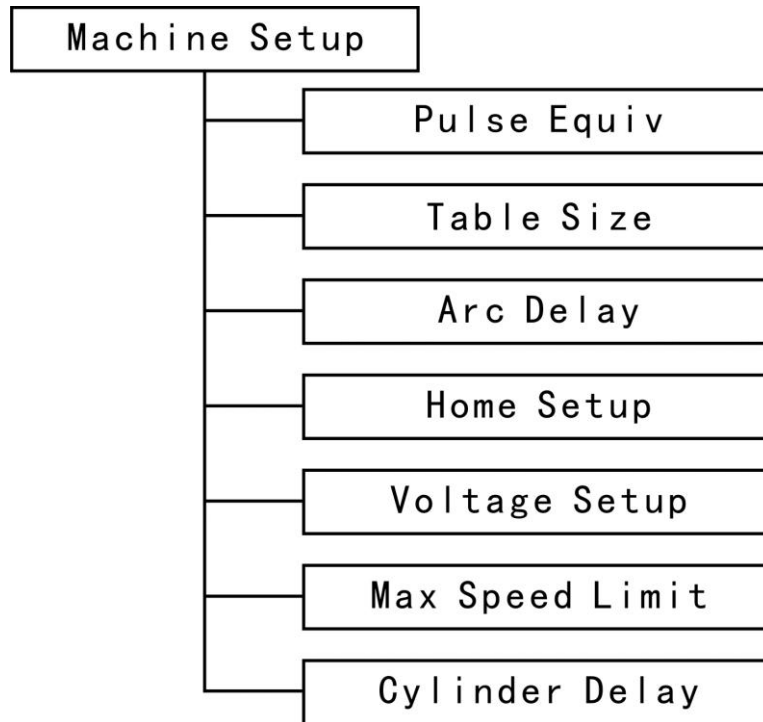 Machine Setup
Pulse Equiv
Table Size
Arc Delay
Home Setup
Voltage Setup
Max Speed Limit
Cylinder Delay